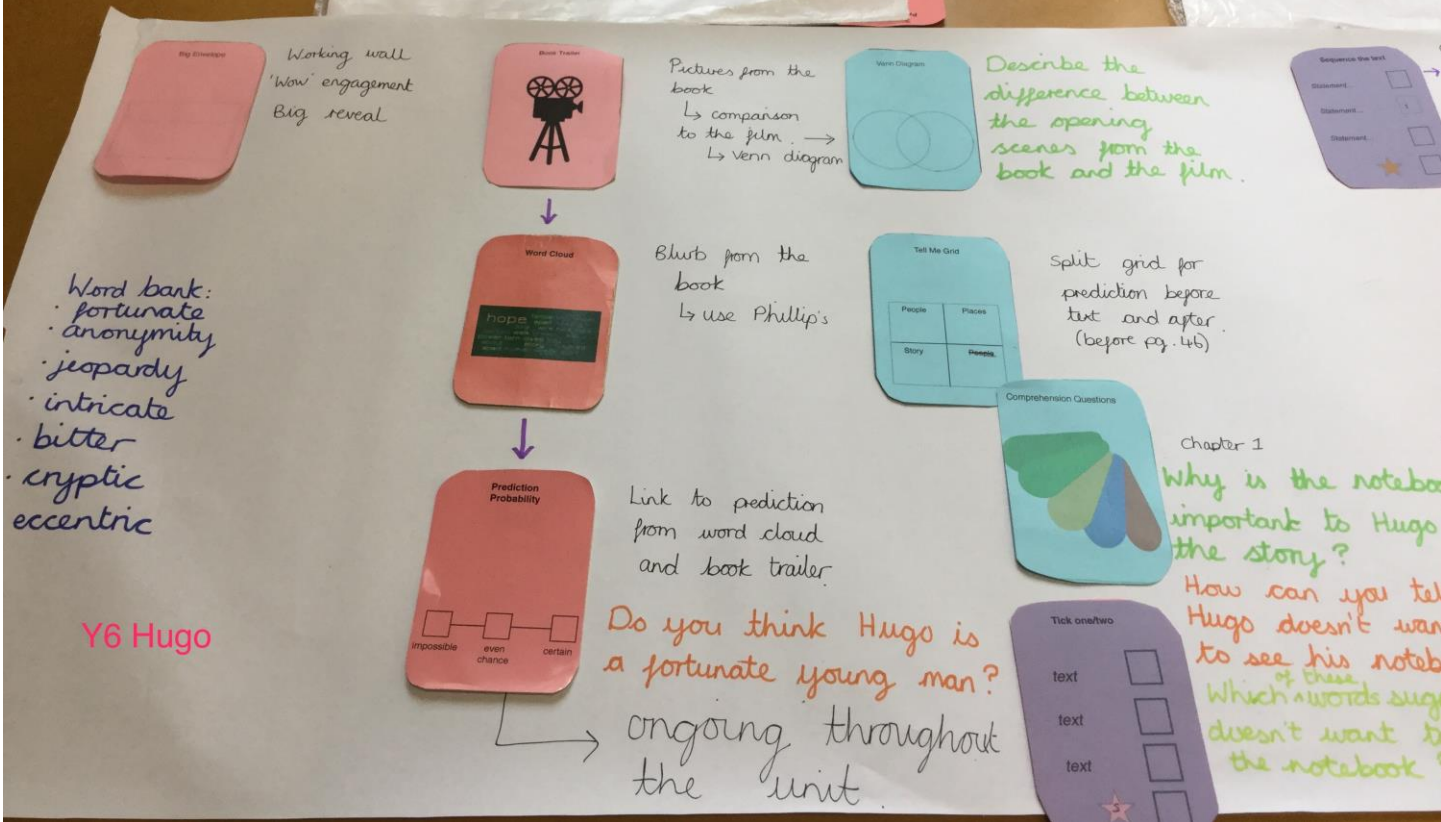 Big Envelope
Working wall
'Wow' engagement
Big reveal
Book Trailer
Pictures from the
book
↳ comparison
to the film →
↳ Venn diagram
Venn Diagram
Describe the
difference between
the opening
scenes from the
book and the film.
Sequence the text
Statement...
Statement...
Statement...
Word bank:
· fortunate
· anonymity
· jeopardy
· intricate
· bitter
· cryptic
eccentric
Y6 Hugo
Word Cloud
hope
Blurb from the
book
↳ use Phillip's
Tell Me Grid
People Places
Story People
Split grid for
prediction before
text and after.
(before pg. 46)
Prediction
Probability
impossible even chance certain
Link to prediction
from word cloud
and book trailer
Do you think Hugo is
a fortunate young man?
ongoing throughout
the unit.
Comprehension Questions
Chapter 1
Why is the noteboo
important to Hugo
the story?
How can you tel
Hugo doesn't wan
to see his noteb
of these
Which ^ words sugg
doesn't want t
the notebook?
Tick one/two
text
text
text